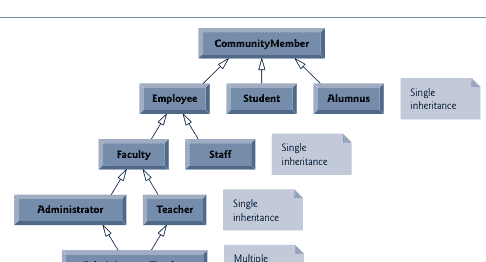 CommunityMember
Employee
Student
Alumnus
Single
inheritance
Faculty
Staff
Single
inheritance
Administrator
Teacher
Single
inheritance
Multiple